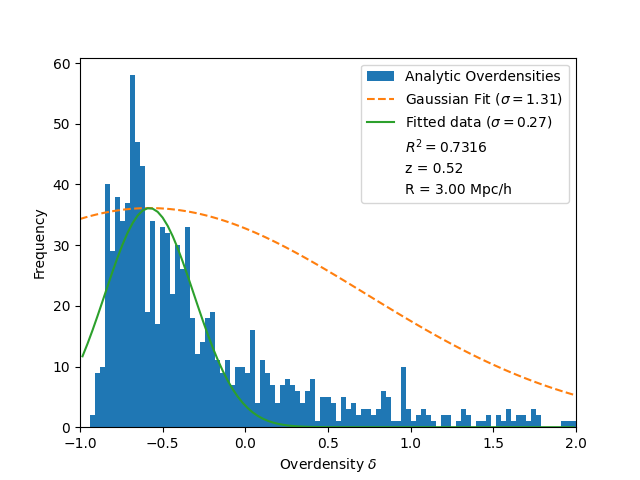 60
50
40
30
20
10
0
Frequency
−1.0 −0.5 0.0 0.5 1.0 1.5 2.0
Overdensity δ
Analytic Overdensities
Gaussian Fit (σ = 1.31)
Fitted data (σ = 0.27)
R² = 0.7316
z = 0.52
R = 3.00 Mpc/h